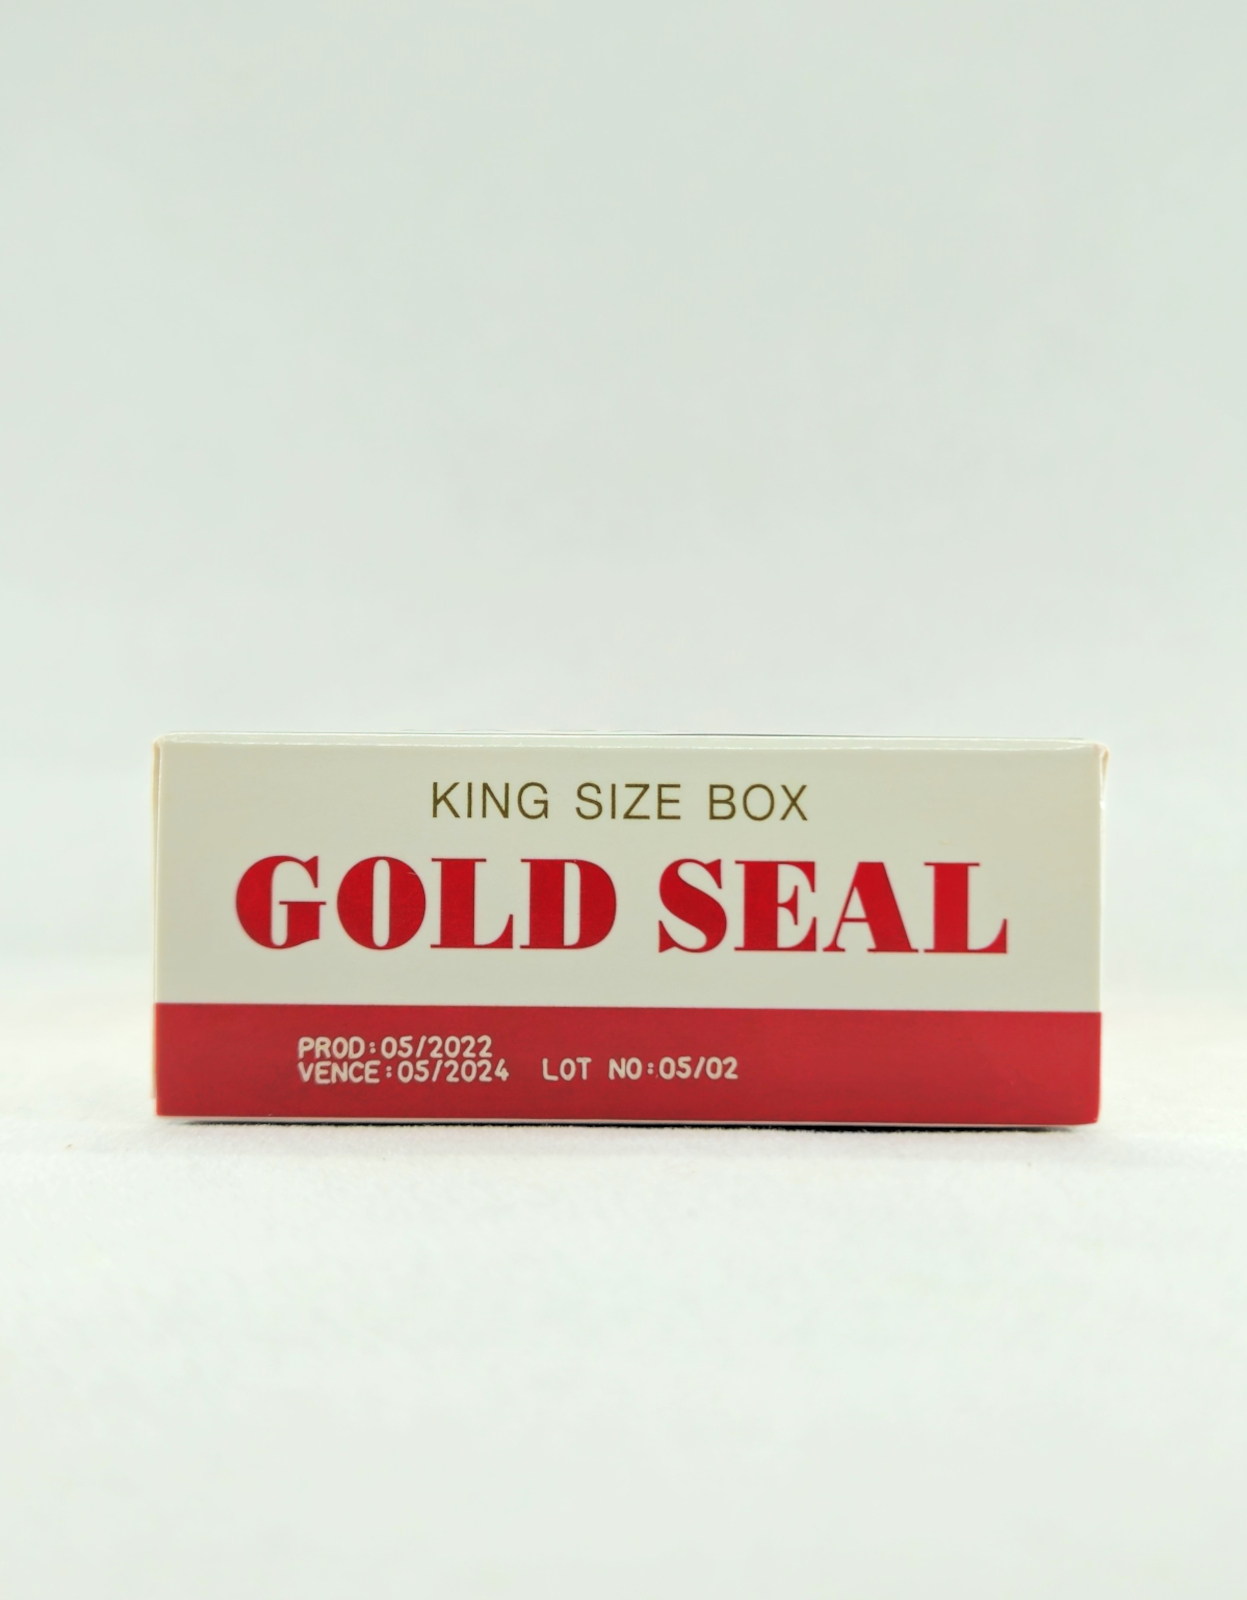 KING SIZE BOX
GOLD SEAL
PROD:05/2022
VENCE:05/2024 LOT NO:05/02